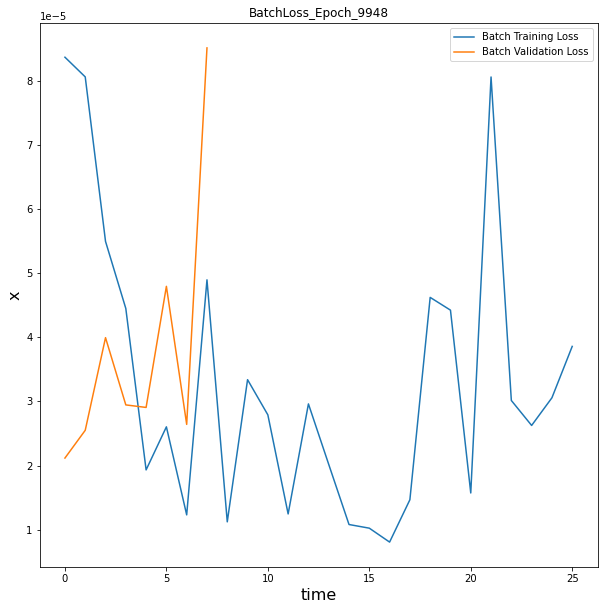 BatchLoss_Epoch_9948
1e−5
Batch Training Loss
Batch Validation Loss
8
7
6
5
4
3
2
1
x
0 5 10 15 20 25
time